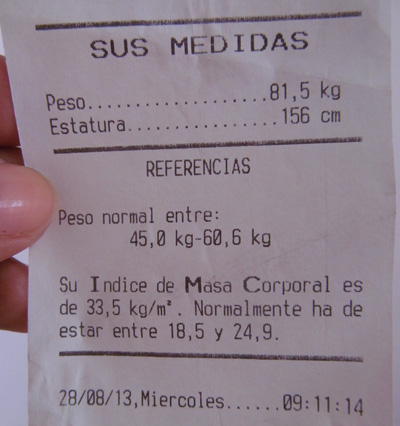 SUS MEDIDAS
Peso...................81,5 kg
Estatura...............156 cm
REFERENCIAS
Peso normal entre:
45,0 kg-60,6 kg
Su Indice de Masa Corporal es
de 33,5 kg/m². Normalmente ha de
estar entre 18,5 y 24,9.
28/08/13,Miercoles......09:11:14